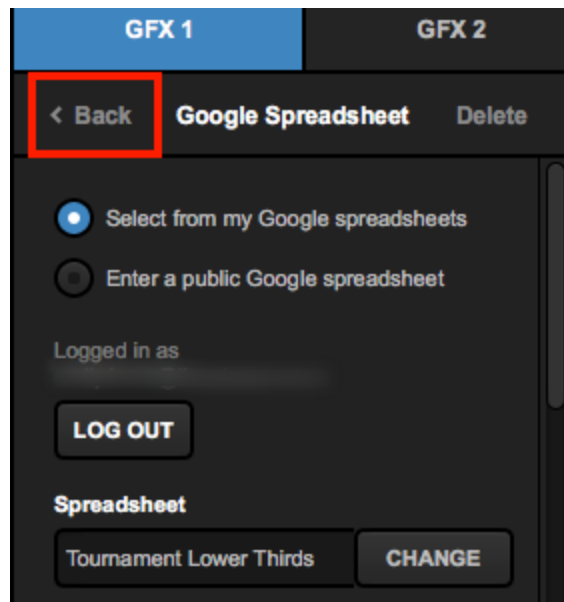 GFX 1 GFX 2
< Back Google Spreadsheet Delete
Select from my Google spreadsheets
Enter a public Google spreadsheet
Logged in as
LOG OUT
Spreadsheet
Tournament Lower Thirds CHANGE